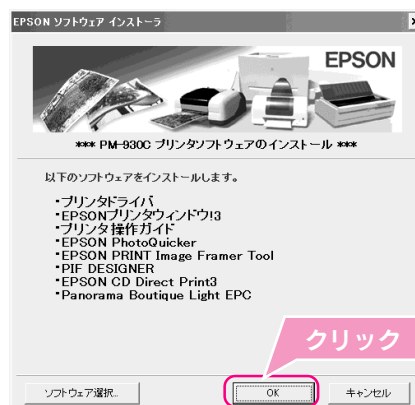 EPSON ソフトウェア インストーラ
EPSON
*** PM-930C プリンタソフトウェアのインストール ***
以下のソフトウェアをインストールします。
・プリンタドライバ
・EPSONプリンタウィンドウ!3
・プリンタ操作ガイド
・EPSON PhotoQuicker
・EPSON PRINT Image Framer Tool
・PIF DESIGNER
・EPSON CD Direct Print3
・Panorama Boutique Light EPC
クリック
ソフトウェア選択...
OK
キャンセル